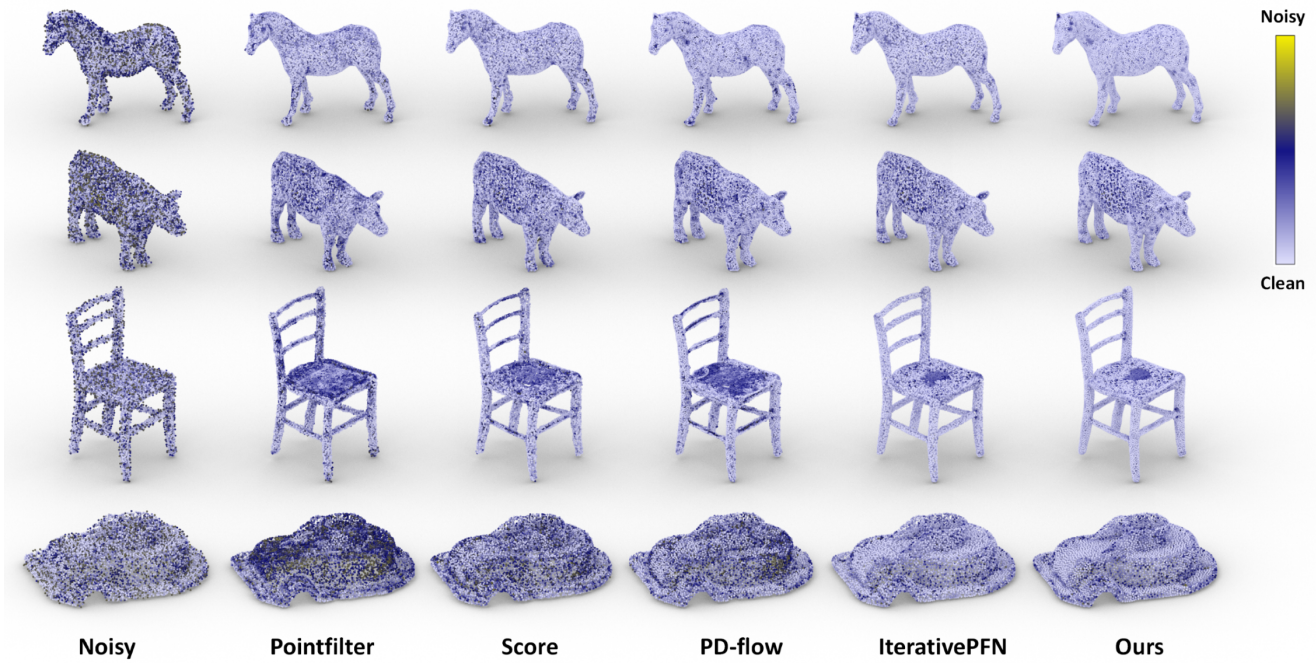 Noisy
Clean
Noisy
Pointfilter
Score
PD-flow
IterativePFN
Ours